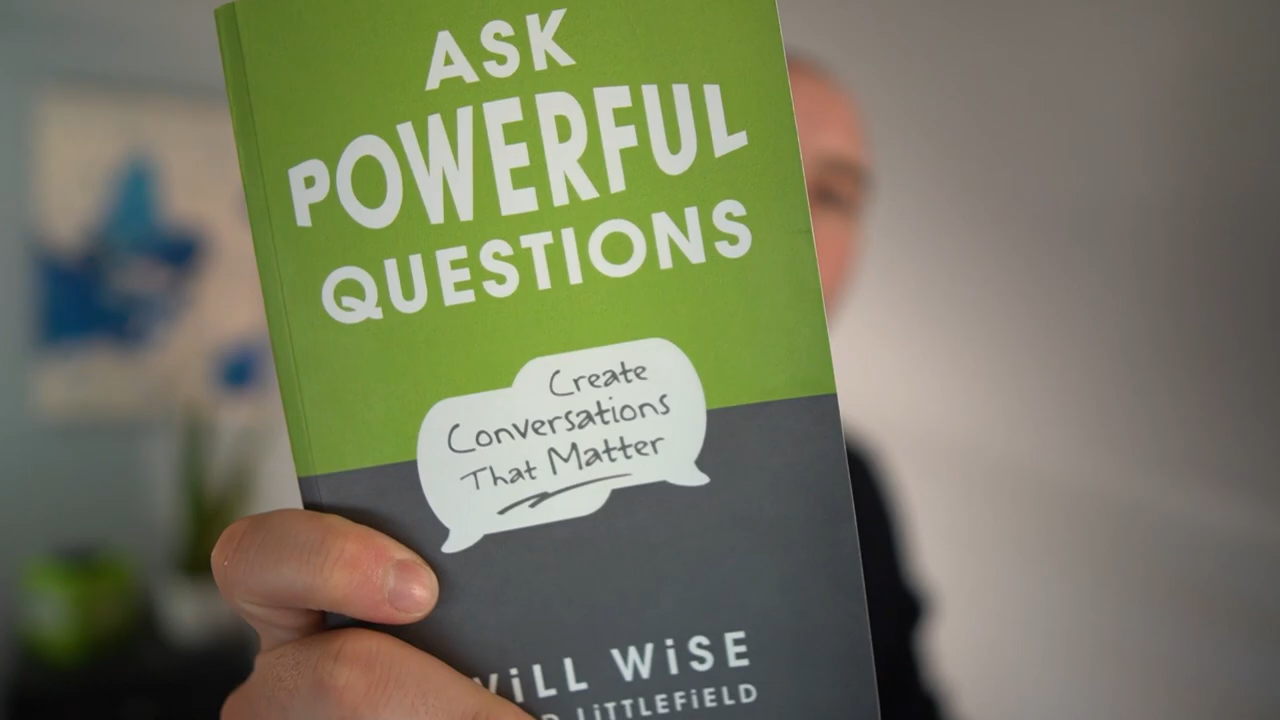 ASK
POWERFUL
QUESTIONS
Create
Conversations
That Matter
WiLL WiSE
LiTTLEFiELD